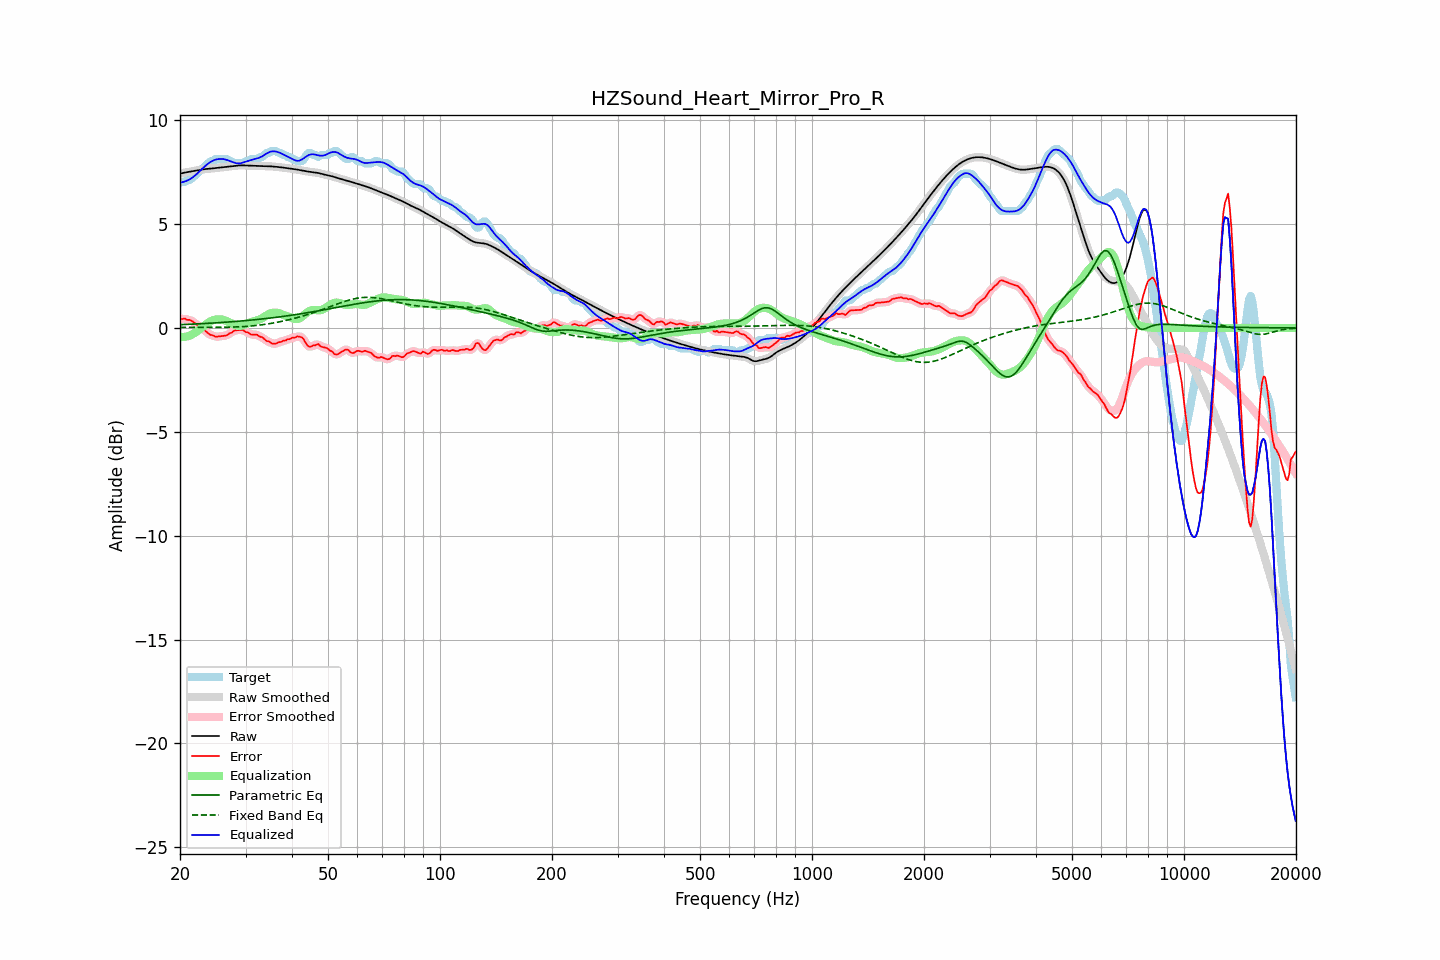 HZSound_Heart_Mirror_Pro_R
10
5
0
−5
−10
−15
−20
−25
Amplitude (dBr)
Target
Raw Smoothed
Error Smoothed
Raw
Error
Equalization
Parametric Eq
Fixed Band Eq
Equalized
20 50 100 200 500 1000 2000 5000 10000 20000
Frequency (Hz)